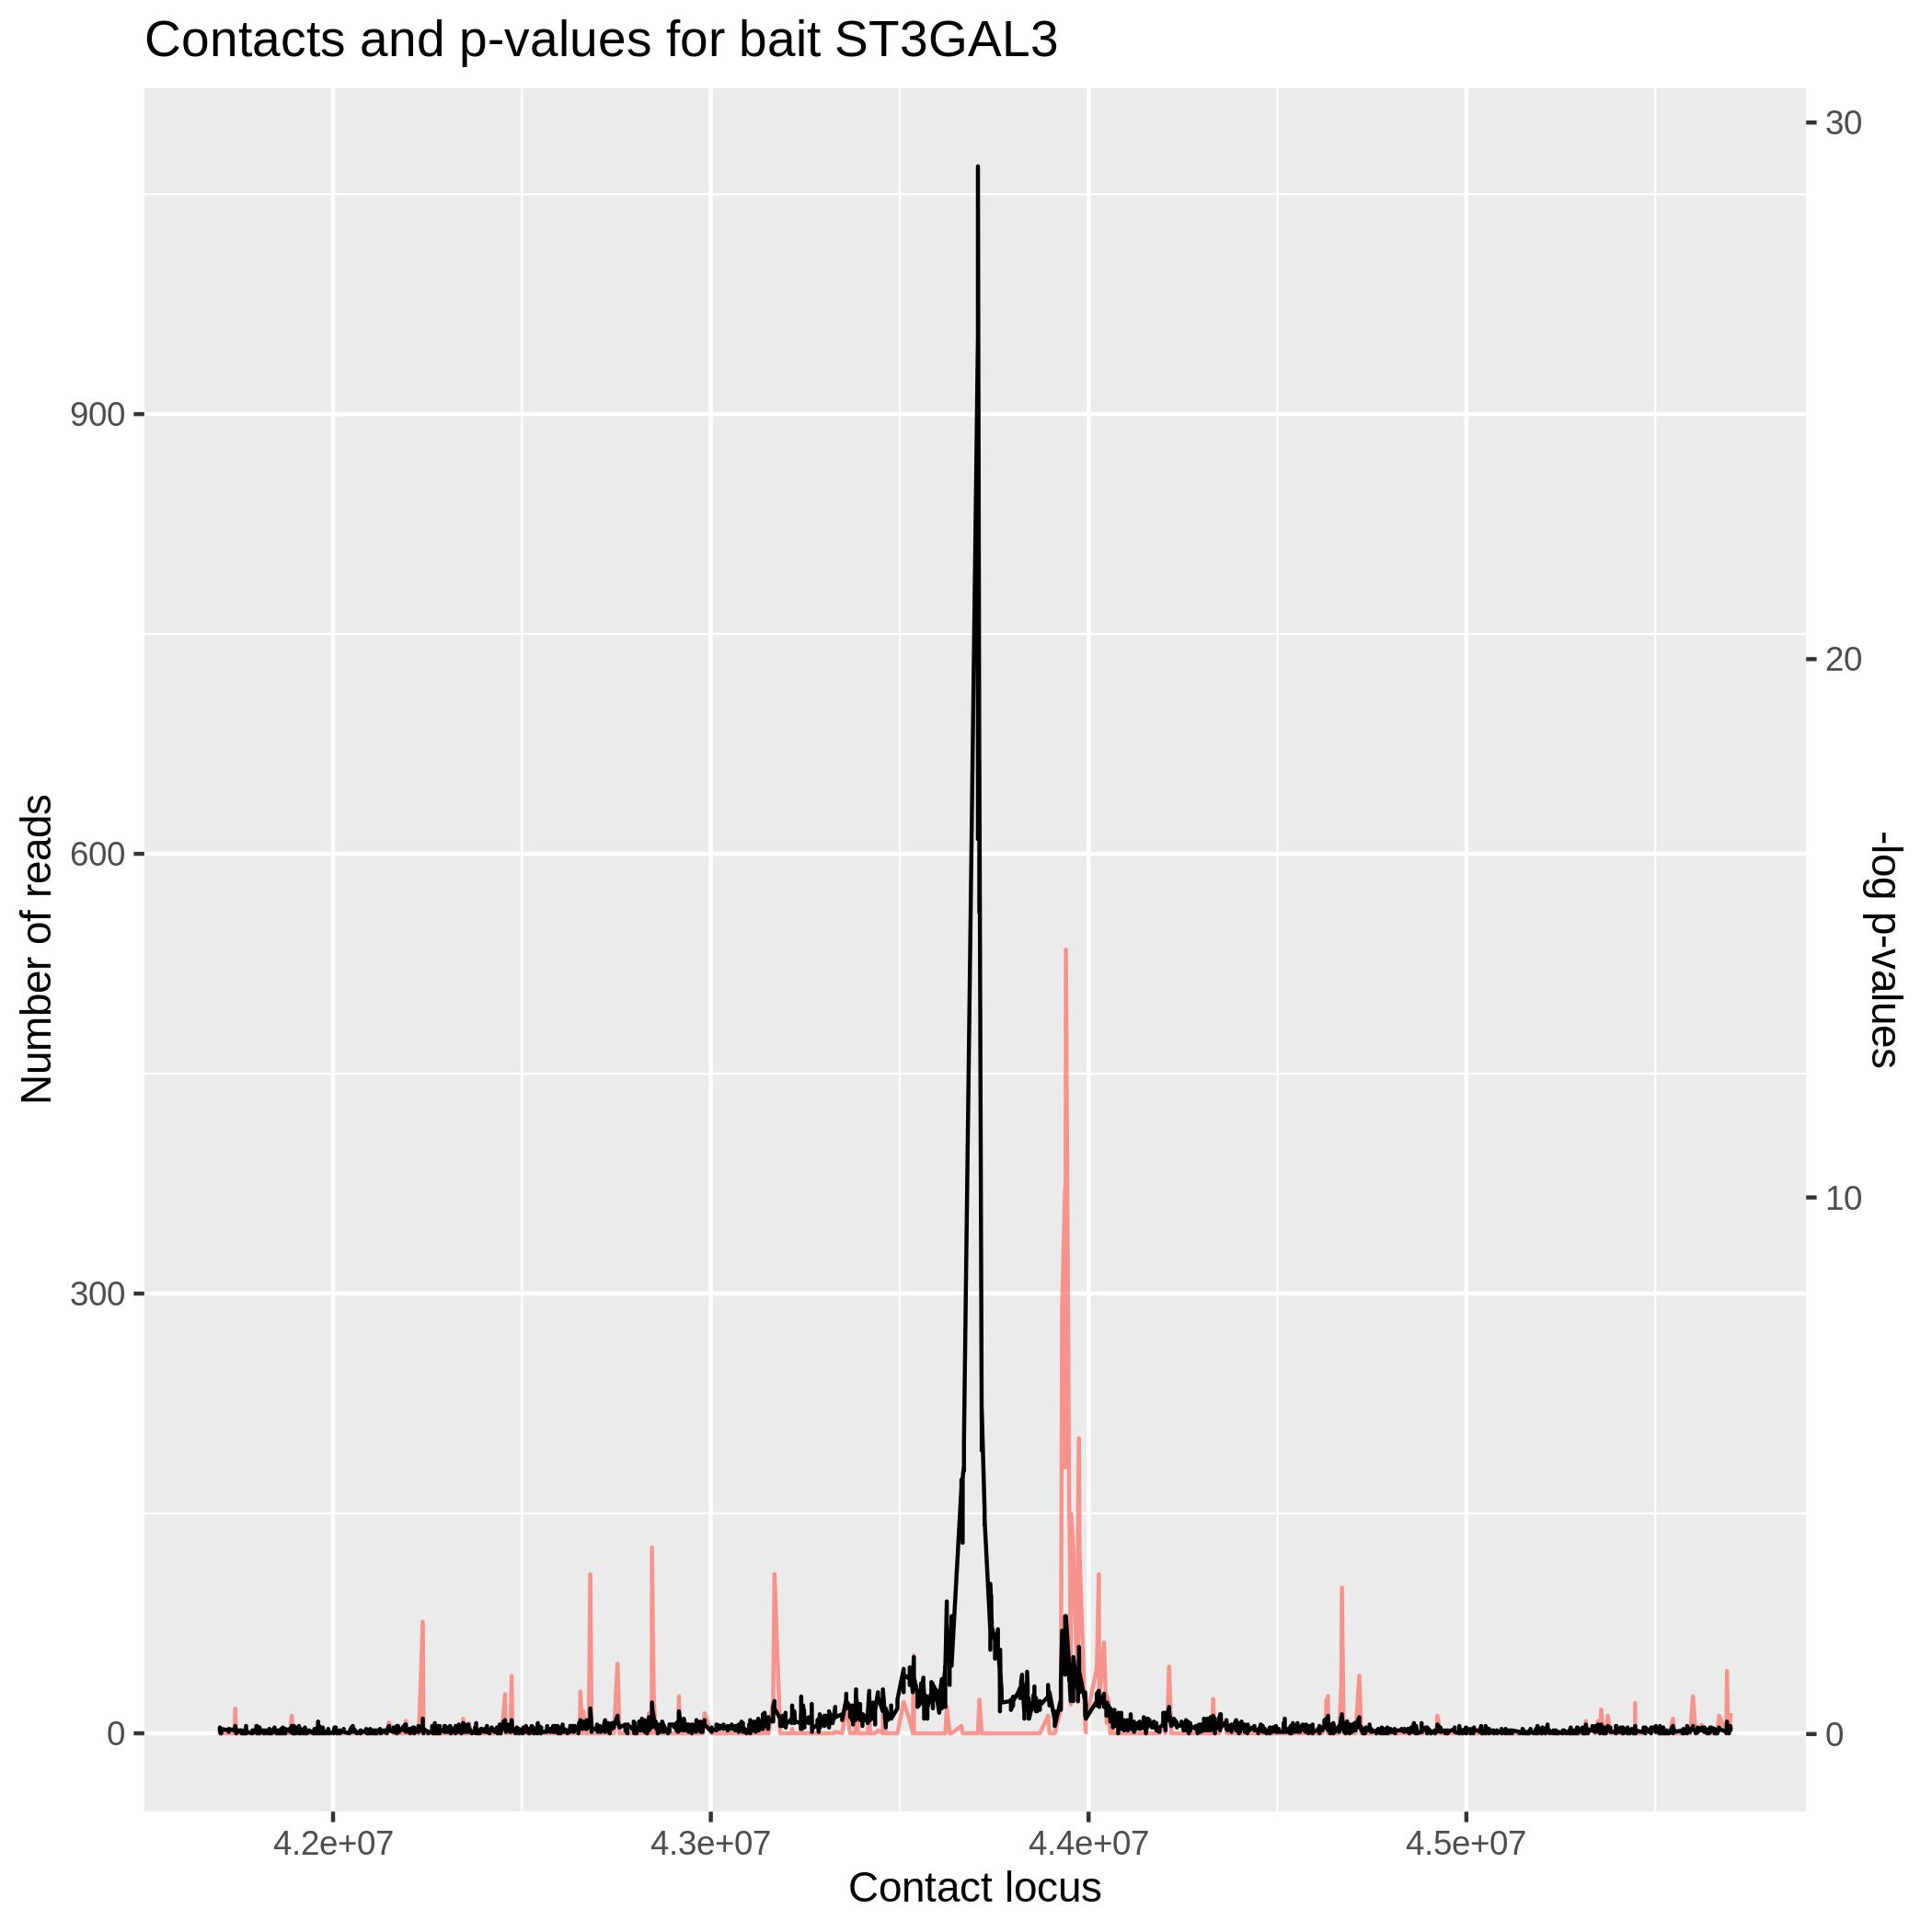 Contacts and p-values for bait ST3GAL3
Number of reads
900
600
300
0
30
20
10
0
-log p-values
4.2e+07
4.3e+07
4.4e+07
4.5e+07
Contact locus